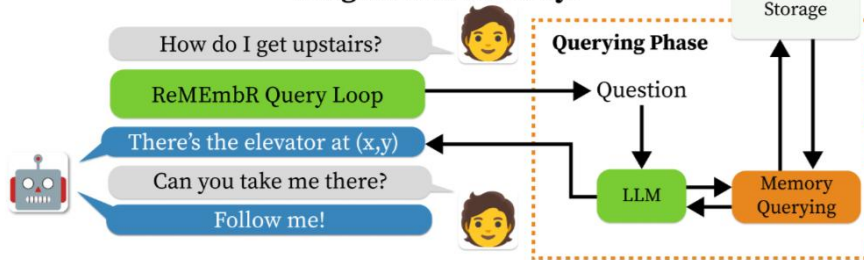 How do I get upstairs?
ReMEmbR Query Loop
There's the elevator at (x,y)
Can you take me there?
Follow me!
Storage
Querying Phase
Question
LLM
Memory
Querying